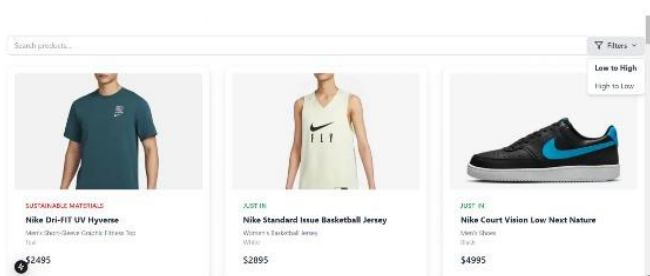 Search products...
Filters
Low to High
High to Low
SUSTAINABLE MATERIALS
Nike Dri-FIT UV Hyverse
Men's Short-Sleeve Graphic Fitness Top
Teal
$2495
JUST IN
Nike Standard Issue Basketball Jersey
Women's Basketball Jersey
White
$2895
JUST IN
Nike Court Vision Low Next Nature
Men's Shoes
Black
$4995
FLY